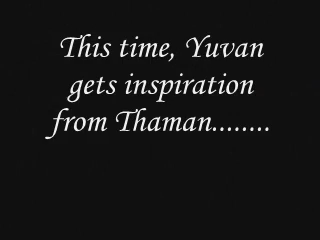 This time, Yuvan
gets inspiration
from Thaman........